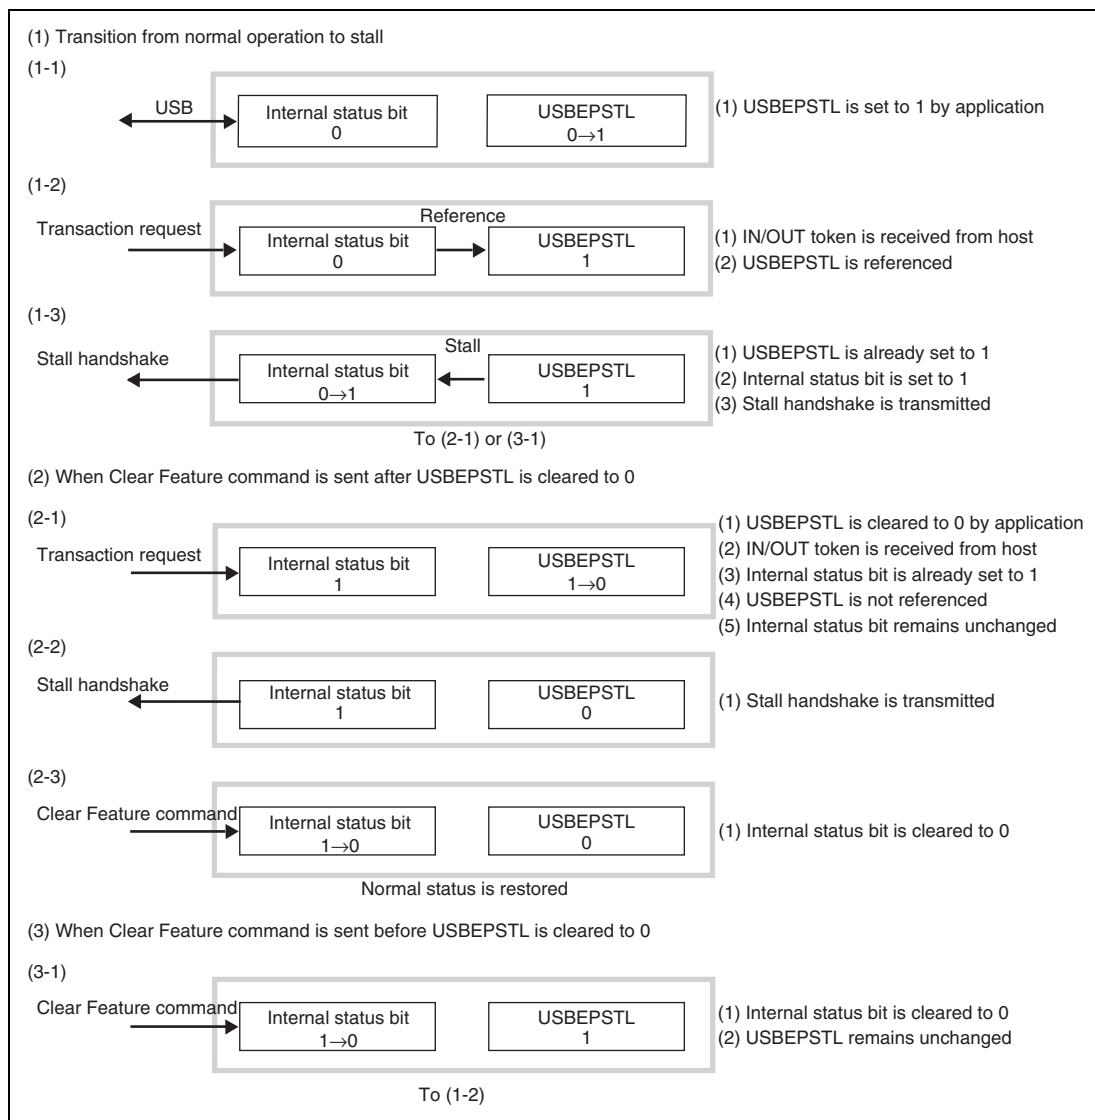 (1) Transition from normal operation to stall
(1-1)
USB
Internal status bit
0
USBEPSTL
0→1
(1) USBEPSTL is set to 1 by application
(1-2)
Transaction request
Reference
Internal status bit
0
USBEPSTL
1
(1) IN/OUT token is received from host
(2) USBEPSTL is referenced
(1-3)
Stall handshake
Stall
Internal status bit
0→1
USBEPSTL
1
(1) USBEPSTL is already set to 1
(2) Internal status bit is set to 1
(3) Stall handshake is transmitted
To (2-1) or (3-1)
(2) When Clear Feature command is sent after USBEPSTL is cleared to 0
(2-1)
Transaction request
Internal status bit
1
USBEPSTL
1→0
(1) USBEPSTL is cleared to 0 by application
(2) IN/OUT token is received from host
(3) Internal status bit is already set to 1
(4) USBEPSTL is not referenced
(5) Internal status bit remains unchanged
(2-2)
Stall handshake
Internal status bit
1
USBEPSTL
0
(1) Stall handshake is transmitted
(2-3)
Clear Feature command
Internal status bit
1→0
USBEPSTL
0
(1) Internal status bit is cleared to 0
Normal status is restored
(3) When Clear Feature command is sent before USBEPSTL is cleared to 0
(3-1)
Clear Feature command
Internal status bit
1→0
USBEPSTL
1
(1) Internal status bit is cleared to 0
(2) USBEPSTL remains unchanged
To (1-2)